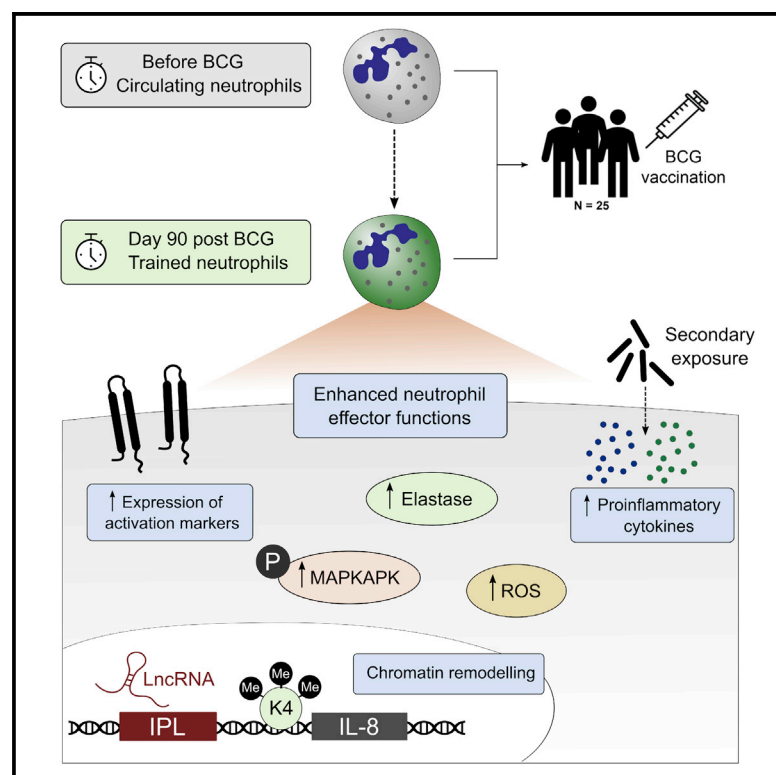 Before BCG
Circulating neutrophils
BCG
vaccination
N = 25
Day 90 post BCG
Trained neutrophils
Secondary
exposure
Enhanced neutrophil
effector functions
↑ Expression of
activation markers
↑ Elastase
↑ Proinflammatory
cytokines
P
↑ MAPKAPK
↑ ROS
Chromatin remodelling
LncRNA
Me
Me
Me
K4
IPL
IL-8